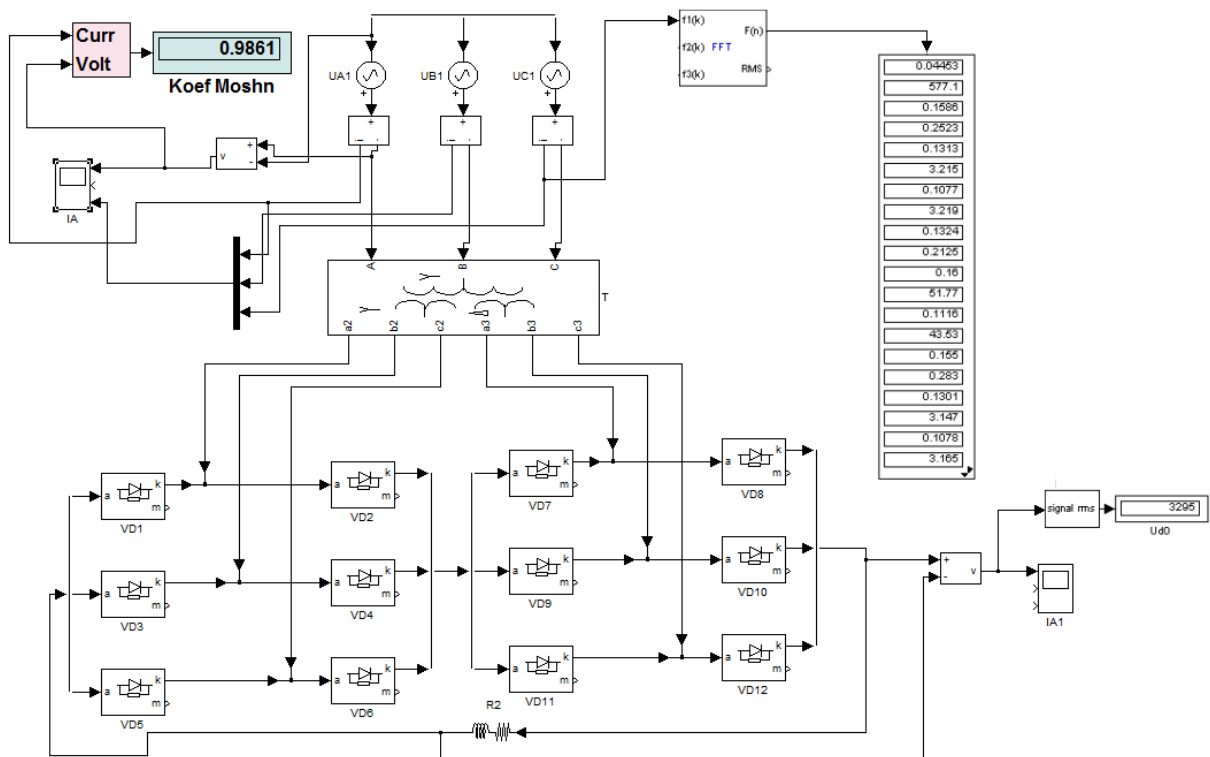 Curr
Volt
0.9861
Koef Moshn
UA1
UB1
UC1
+
+
+
+
+
+
f1(k)
f2(k)
f3(k)
FFT
F(n)
RMS
0.04453
577.1
0.1586
0.2523
0.1313
3.215
0.1077
3.219
0.1324
0.2125
0.16
51.77
0.1116
43.53
0.155
0.283
0.1301
3.147
0.1078
3.165
v
+
-
IA
A
B
C
T
a2
b2
c2
a3
b3
c3
a
k
m
VD1
a
k
m
VD2
a
k
m
VD7
a
k
m
VD8
a
k
m
VD3
a
k
m
VD4
a
k
m
VD9
a
k
m
VD10
a
k
m
VD5
a
k
m
VD6
a
k
m
VD11
a
k
m
VD12
R2
+
-
v
signal rms
3295
Ud0
IA1